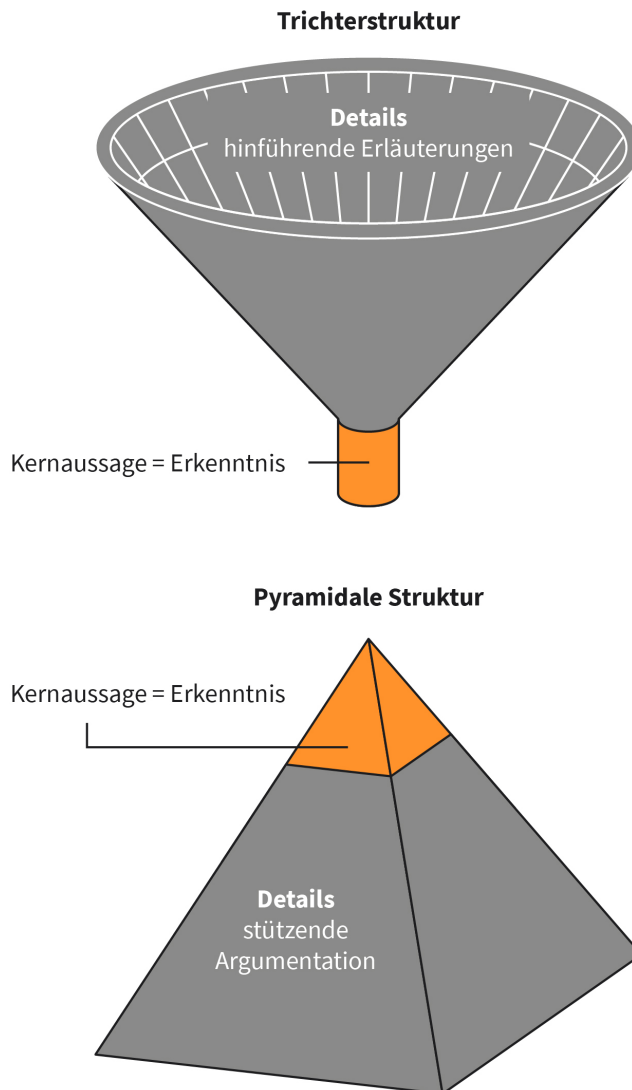 Trichterstruktur
Details
hinführende Erläuterungen
Kernaussage = Erkenntnis
Pyramidale Struktur
Kernaussage = Erkenntnis
Details
stützende
Argumentation